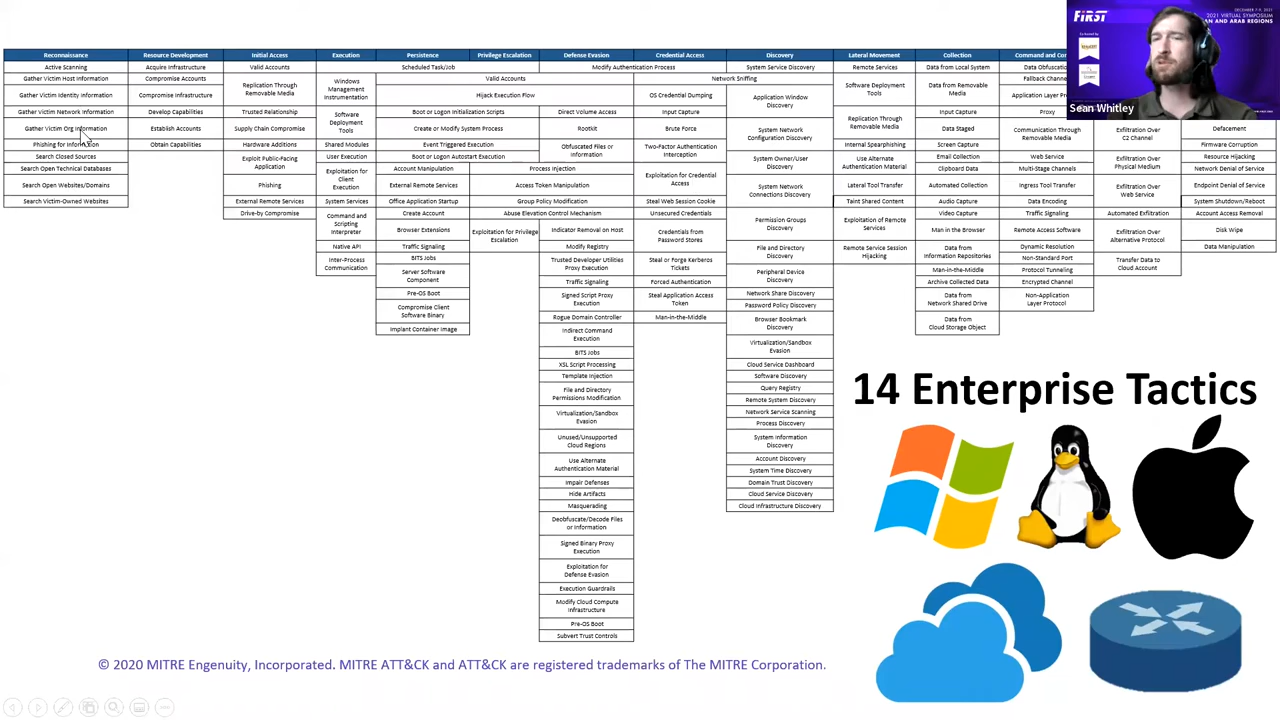 FIRST
DECEMBER 7-9, 2021
2021 VIRTUAL SYMPOSIUM
AN AND ARAB REGIONS
Sean Whitley
Reconnaissance
Active Scanning
Gather Victim Host Information
Gather Victim Identity Information
Gather Victim Network Information
Gather Victim Org Information
Phishing for Information
Search Closed Sources
Search Open Technical Databases
Search Open Websites/Domains
Search Victim-Owned Websites
Resource Development
Acquire Infrastructure
Compromise Accounts
Compromise Infrastructure
Develop Capabilities
Establish Accounts
Obtain Capabilities
Initial Access
Valid Accounts
Replication Through
Removable Media
Trusted Relationship
Supply Chain Compromise
Hardware Additions
Exploit Public-Facing
Application
Phishing
External Remote Services
Drive-by Compromise
Execution
Windows
Management
Instrumentation
Software
Deployment
Tools
Shared Modules
User Execution
Exploitation for
Client
Execution
System Services
Command and
Scripting
Interpreter
Native API
Inter-Process
Communication
Persistence
Privilege Escalation
Scheduled Task/Job
Valid Accounts
Hijack Execution Flow
Boot or Logon Initialization Scripts
Create or Modify System Process
Event Triggered Execution
Boot or Logon Autostart Execution
Account Manipulation
Process Injection
External Remote Services
Access Token Manipulation
Office Application Startup
Group Policy Modification
Create Account
Abuse Elevation Control Mechanism
Browser Extensions
Exploitation for Privilege
Escalation
Traffic Signaling
BITS Jobs
Server Software
Component
Pre-OS Boot
Compromise Client
Software Binary
Implant Container Image
Defense Evasion
Modify Authentication Process
Network Sniffing
Direct Volume Access
Rootkit
Obfuscated Files or
Information
Indicator Removal on Host
Modify Registry
Trusted Developer Utilities
Proxy Execution
Traffic Signaling
Signed Script Proxy
Execution
Rogue Domain Controller
Indirect Command
Execution
BITS Jobs
XSL Script Processing
Template Injection
File and Directory
Permissions Modification
Virtualization/Sandbox
Evasion
Unused/Unsupported
Cloud Regions
Use Alternate
Authentication Material
Impair Defenses
Hide Artifacts
Masquerading
Deobfuscate/Decode Files
or Information
Signed Binary Proxy
Execution
Exploitation for
Defense Evasion
Execution Guardrails
Modify Cloud Compute
Infrastructure
Pre-OS Boot
Subvert Trust Controls
Credential Access
OS Credential Dumping
Input Capture
Brute Force
Two-Factor Authentication
Interception
Exploitation for Credential
Access
Steal Web Session Cookie
Unsecured Credentials
Credentials from
Password Stores
Steal or Forge Kerberos
Tickets
Forced Authentication
Steal Application Access
Token
Man-in-the-Middle
Discovery
System Service Discovery
Application Window
Discovery
System Network
Configuration Discovery
System Owner/User
Discovery
System Network
Connections Discovery
Permission Groups
Discovery
File and Directory
Discovery
Peripheral Device
Discovery
Network Share Discovery
Password Policy Discovery
Browser Bookmark
Discovery
Virtualization/Sandbox
Evasion
Cloud Service Dashboard
Software Discovery
Query Registry
Remote System Discovery
Network Service Scanning
Process Discovery
System Information
Discovery
Account Discovery
System Time Discovery
Domain Trust Discovery
Cloud Service Discovery
Cloud Infrastructure Discovery
Lateral Movement
Remote Services
Software Deployment
Tools
Replication Through
Removable Media
Internal Spearphishing
Use Alternate
Authentication Material
Lateral Tool Transfer
Taint Shared Content
Exploitation of Remote
Services
Remote Service Session
Hijacking
Collection
Data from Local System
Data from Removable
Media
Input Capture
Data Staged
Screen Capture
Email Collection
Clipboard Data
Automated Collection
Audio Capture
Video Capture
Man in the Browser
Data from
Information Repositories
Man-in-the-Middle
Archive Collected Data
Data from
Network Shared Drive
Data from
Cloud Storage Object
Command and Con
Data Obfuscati
Fallback Chann
Application Layer Pr
Proxy
Communication Through
Removable Media
Web Service
Multi-Stage Channels
Ingress Tool Transfer
Data Encoding
Traffic Signaling
Remote Access Software
Dynamic Resolution
Non-Standard Port
Protocol Tunneling
Encrypted Channel
Non-Application
Layer Protocol
Exfiltration Over
C2 Channel
Exfiltration Over
Physical Medium
Exfiltration Over
Web Service
Automated Exfiltration
Exfiltration Over
Alternative Protocol
Transfer Data to
Cloud Account
Defacement
Firmware Corruption
Resource Hijacking
Network Denial of Service
Endpoint Denial of Service
System Shutdown/Reboot
Account Access Removal
Disk Wipe
Data Manipulation
14 Enterprise Tactics
© 2020 MITRE Engenuity, Incorporated. MITRE ATT&CK and ATT&CK are registered trademarks of The MITRE Corporation.